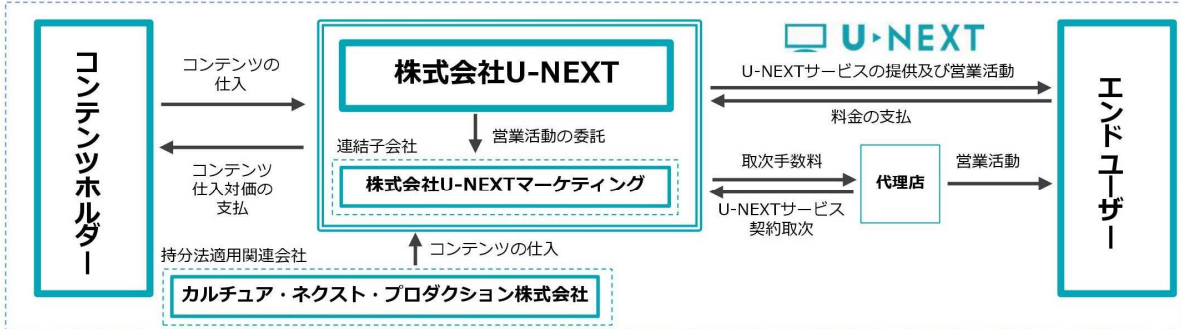 コンテンツホルダー
コンテンツの
仕入
コンテンツ
仕入対価の
支払
株式会社U-NEXT
営業活動の委託
連結子会社
株式会社U-NEXTマーケティング
コンテンツの仕入
持分法適用関連会社
カルチュア・ネクスト・プロダクション株式会社
U-NEXT
U-NEXTサービスの提供及び営業活動
料金の支払
取次手数料
U-NEXTサービス
契約取次
代理店
営業活動
エンドユーザー